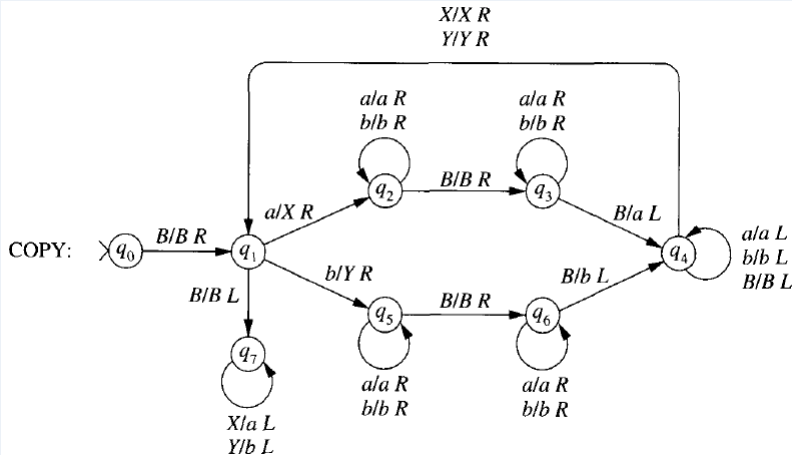 X/X R
Y/Y R
a/a R
b/b R
a/a R
b/b R
q2
B/B R
q3
a/X R
B/a L
COPY:
q0
B/B R
q1
q4
a/a L
b/b L
B/B L
b/Y R
B/b L
B/B L
q5
B/B R
q6
q7
a/a R
b/b R
a/a R
b/b R
X/a L
Y/b L